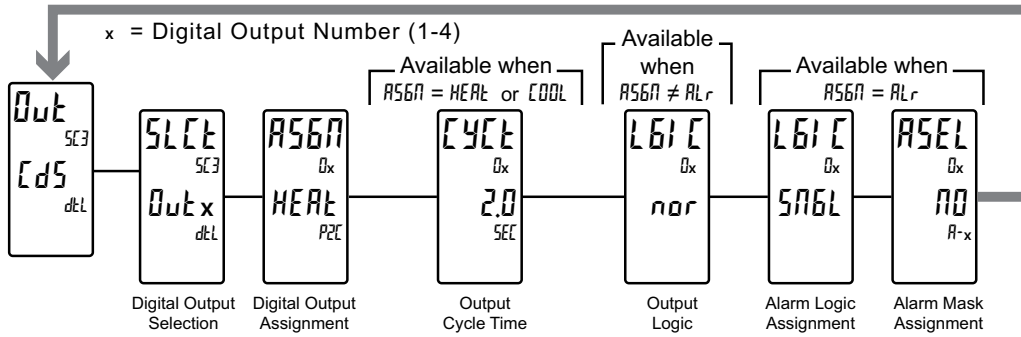 x = Digital Output Number (1-4)
Available when
ASGN = HEAt or COOL
Available
when
ASGN ≠ ALr
Available when
ASGN = ALr
Out
SC3
CdS
dtL
SLCt
SC3
Outx
dtL
ASGN
Ox
HEAt
P2C
CYCt
Ox
2.0
SEC
LGIC
Ox
nor
LGIC
Ox
SNGL
ASEL
Ox
NO
A-x
Digital Output
Selection
Digital Output
Assignment
Output
Cycle Time
Output
Logic
Alarm Logic
Assignment
Alarm Mask
Assignment